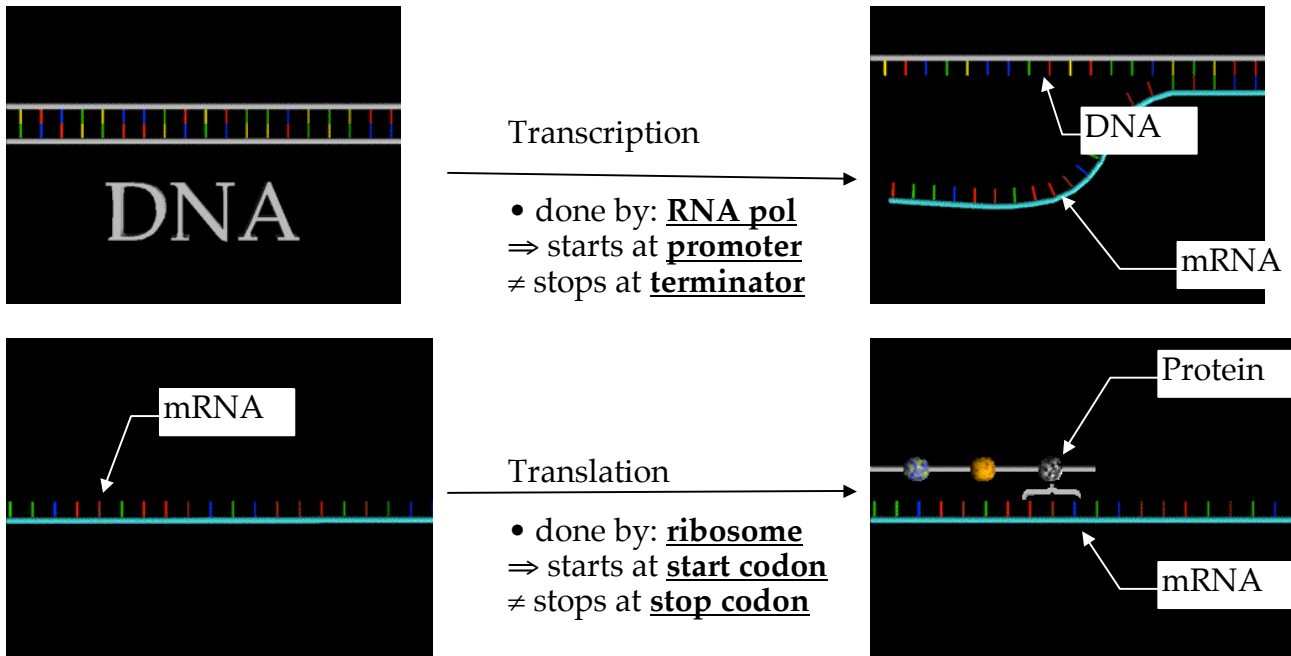 DNA
Transcription
• done by: RNA pol
⇒ starts at promoter
≠ stops at terminator
DNA
mRNA
mRNA
Translation
• done by: ribosome
⇒ starts at start codon
≠ stops at stop codon
Protein
mRNA